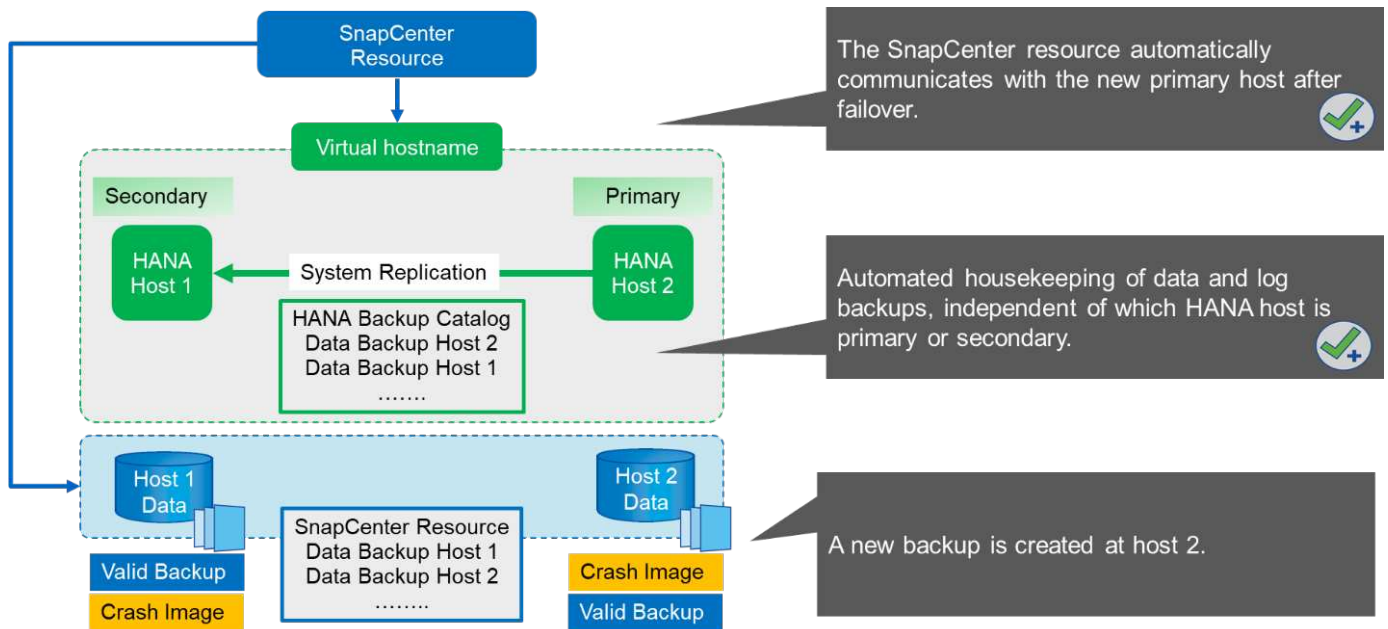 SnapCenter
Resource
Virtual hostname
Secondary
Primary
HANA
Host 1
System Replication
HANA
Host 2
HANA Backup Catalog
Data Backup Host 2
Data Backup Host 1
.......
Host 1
Data
Host 2
Data
SnapCenter Resource
Data Backup Host 1
Data Backup Host 2
........
Valid Backup
Crash Image
Crash Image
Valid Backup
The SnapCenter resource automatically
communicates with the new primary host after
failover.
Automated housekeeping of data and log
backups, independent of which HANA host is
primary or secondary.
A new backup is created at host 2.